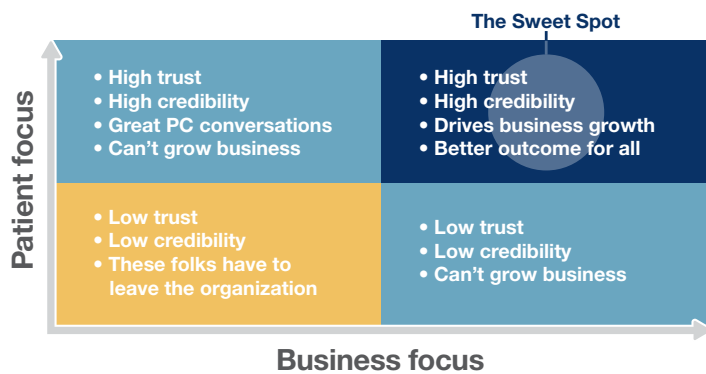 The Sweet Spot
• High trust
• High credibility
• Great PC conversations
• Can't grow business
• High trust
• High credibility
• Drives business growth
• Better outcome for all
• Low trust
• Low credibility
• These folks have to
leave the organization
• Low trust
• Low credibility
• Can't grow business
Patient focus
Business focus